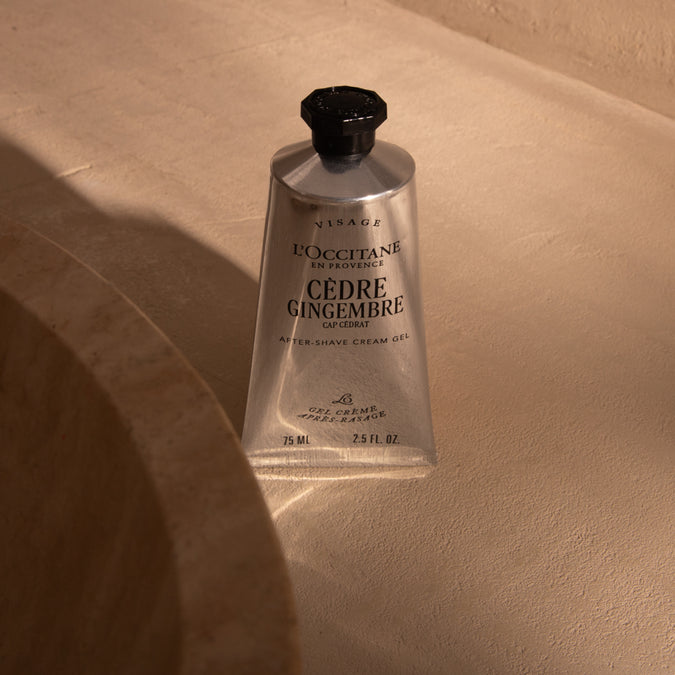 VISAGE
L'OCCITANE
EN PROVENCE
CÈDRE
GINGEMBRE
CAP CÉDRAT
AFTER-SHAVE CREAM GEL
LO
GEL CRÈME
APRÈS-RASAGE
75 ML 2.5 FL. OZ.